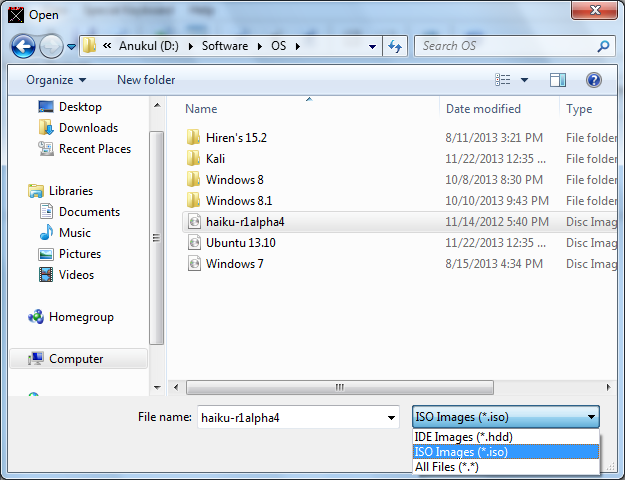 Open
« Anukul (D:) ▸ Software ▸ OS ▸
Search OS
Organize
New folder
Name Date modified Type
Desktop
Downloads
Recent Places
Libraries
Documents
Music
Pictures
Videos
Homegroup
Computer
Hiren's 15.2 8/11/2013 3:21 PM File folder
Kali 11/22/2013 12:35 ... File folder
Windows 8 10/8/2013 8:30 PM File folder
Windows 8.1 10/10/2013 9:43 PM File folder
haiku-r1alpha4 11/14/2012 5:40 PM Disc Imag
Ubuntu 13.10 11/22/2013 12:35 ... Disc Imag
Windows 7 8/15/2013 4:34 PM Disc Imag
File name: haiku-r1alpha4 ISO Images (*.iso)
IDE Images (*.hdd)
ISO Images (*.iso)
All Files (*.*)